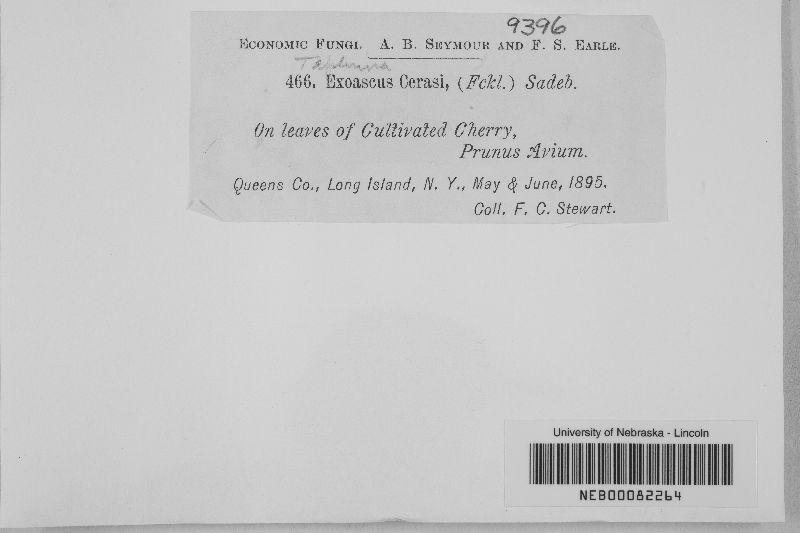 9396
Economic Fungi. A. B. Seymour and F. S. Earle.
Taphrina
466. Exoascus Cerasi, (Fckl.) Sadeb.
On leaves of Cultivated Cherry,
Prunus Avium.
Queens Co., Long Island, N. Y., May & June, 1895.
Coll. F. C. Stewart.
University of Nebraska - Lincoln
NEB00082264